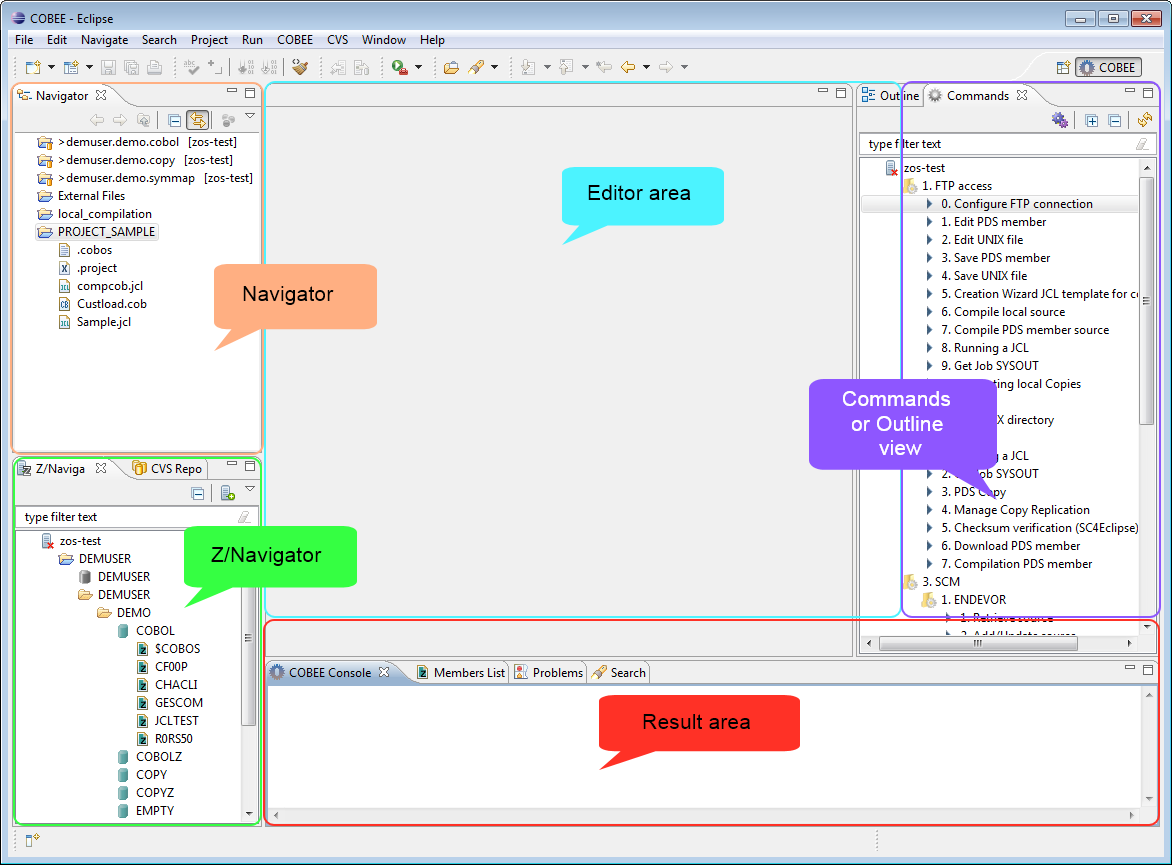 COBEE - Eclipse
File Edit Navigate Search Project Run COBEE CVS Window Help
COBEE
Navigator
>demuser.demo.cobol [zos-test]
>demuser.demo.copy [zos-test]
>demuser.demo.symmap [zos-test]
External Files
local_compilation
PROJECT_SAMPLE
.cobos
.project
compcob.jcl
Custload.cob
Sample.jcl
Navigator
Editor area
Outline Commands
type filter text
zos-test
1. FTP access
0. Configure FTP connection
1. Edit PDS member
2. Edit UNIX file
3. Save PDS member
4. Save UNIX file
5. Creation Wizard JCL template for co
6. Compile local source
7. Compile PDS member source
8. Running a JCL
9. Get Job SYSOUT
ting local Copies
X directory
g a JCL
2. Job SYSOUT
3. PDS Copy
4. Manage Copy Replication
5. Checksum verification (SC4Eclipse)
6. Download PDS member
7. Compilation PDS member
3. SCM
1. ENDEVOR
1. Retrieve source
2. Add/Update source
Commands
or Outline
view
Z/Naviga CVS Repo
type filter text
zos-test
DEMUSER
DEMUSER
DEMUSER
DEMO
COBOL
$COBOS
CF00P
CHACLI
GESCOM
JCLTEST
R0RS50
COBOLZ
COPY
COPYZ
EMPTY
Z/Navigator
COBEE Console Members List Problems Search
Result area